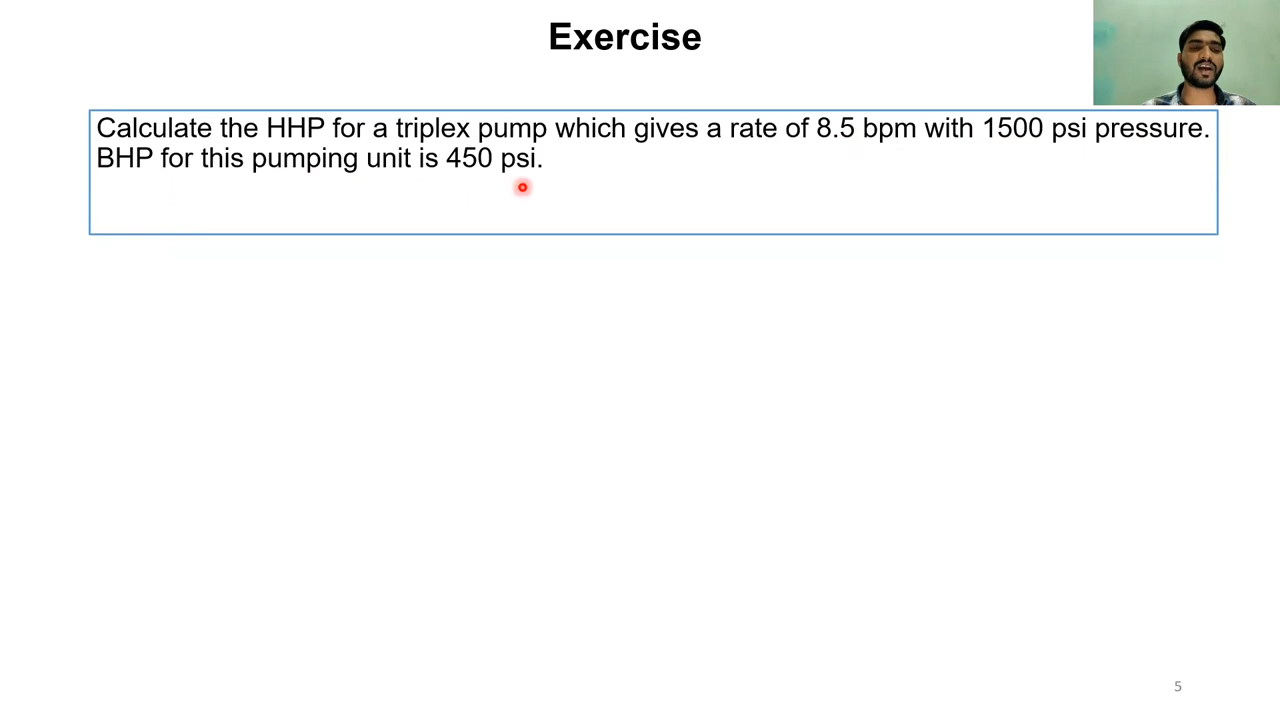 Exercise
Calculate the HHP for a triplex pump which gives a rate of 8.5 bpm with 1500 psi pressure.
BHP for this pumping unit is 450 psi.
5